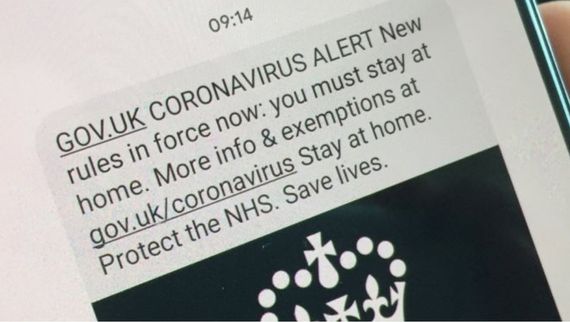 09:14
GOV.UK CORONAVIRUS ALERT New
rules in force now: you must stay at
home. More info & exemptions at
gov.uk/coronavirus Stay at home.
Protect the NHS. Save lives.